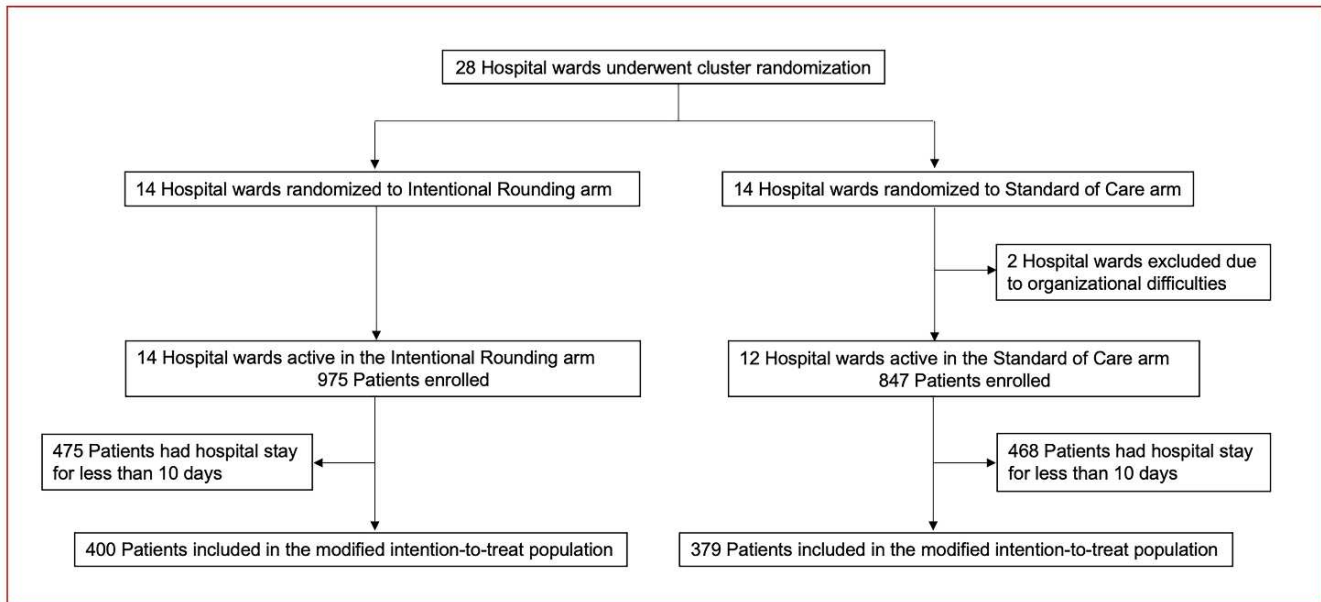 28 Hospital wards underwent cluster randomization
14 Hospital wards randomized to Intentional Rounding arm
14 Hospital wards randomized to Standard of Care arm
2 Hospital wards excluded due
to organizational difficulties
14 Hospital wards active in the Intentional Rounding arm
975 Patients enrolled
12 Hospital wards active in the Standard of Care arm
847 Patients enrolled
475 Patients had hospital stay
for less than 10 days
468 Patients had hospital stay
for less than 10 days
400 Patients included in the modified intention-to-treat population
379 Patients included in the modified intention-to-treat population